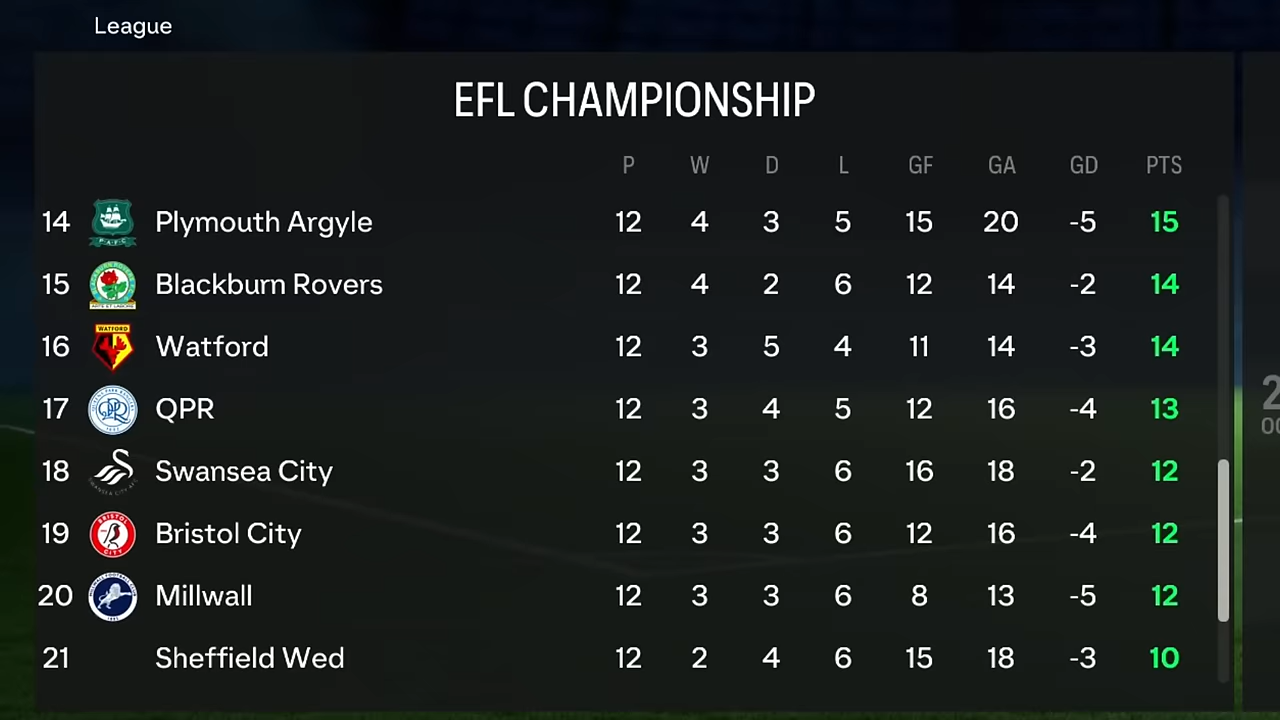 League
EFL CHAMPIONSHIP
P W D L GF GA GD PTS
14 Plymouth Argyle 12 4 3 5 15 20 -5 15
15 Blackburn Rovers 12 4 2 6 12 14 -2 14
16 WATFORD Watford 12 3 5 4 11 14 -3 14
17 QPR 12 3 4 5 12 16 -4 13
18 Swansea City 12 3 3 6 16 18 -2 12
19 BRISTOL CITY Bristol City 12 3 3 6 12 16 -4 12
20 Millwall 12 3 3 6 8 13 -5 12
21 Sheffield Wed 12 2 4 6 15 18 -3 10